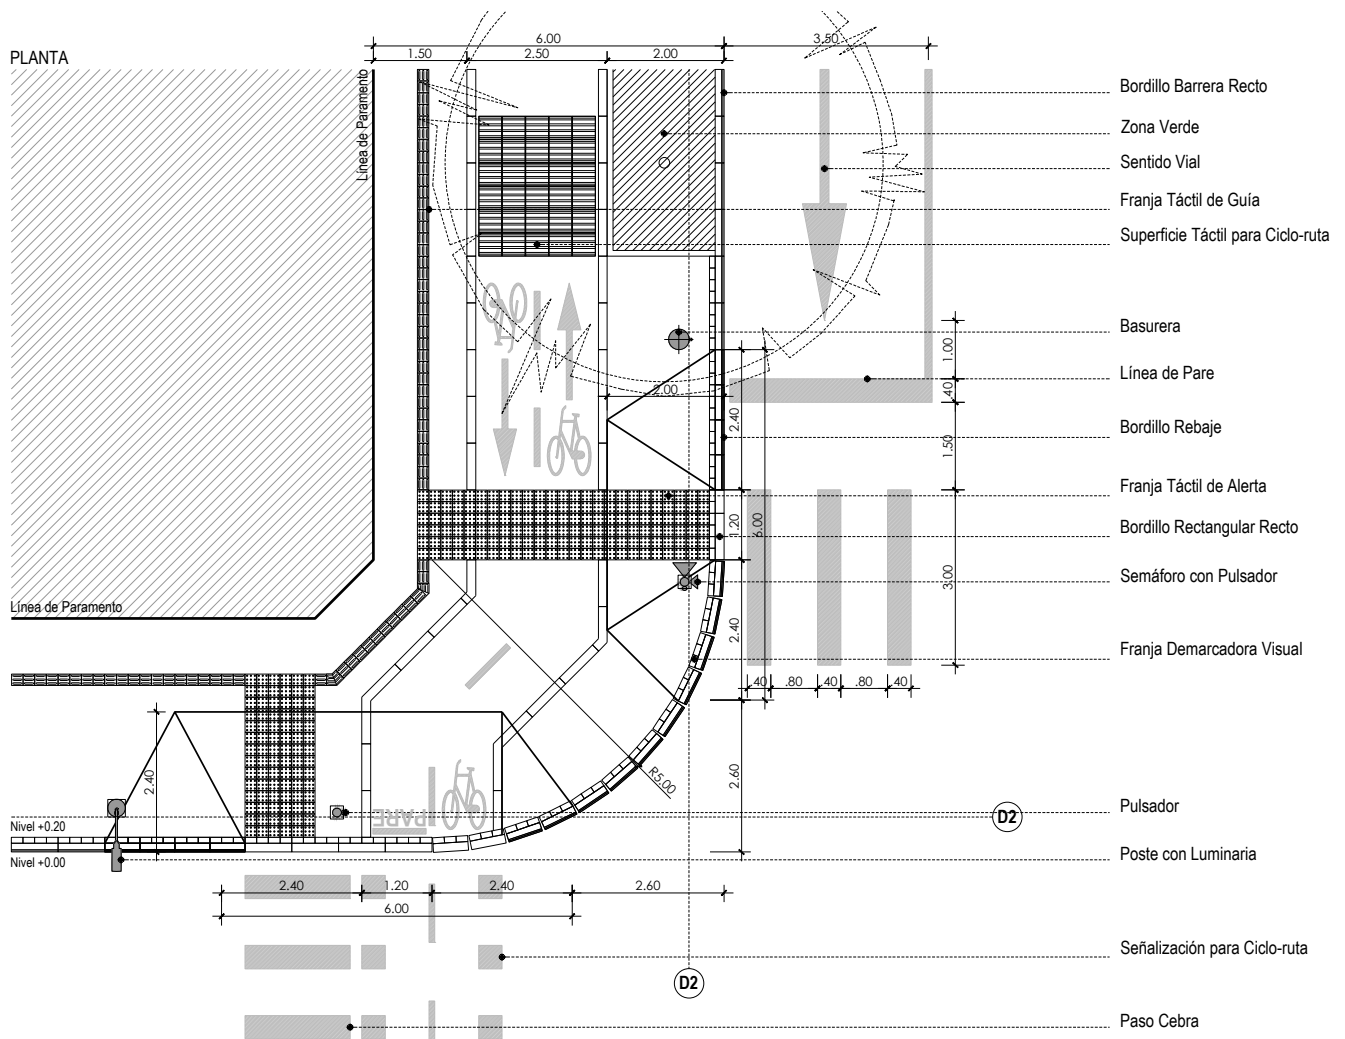 PLANTA
6.00
3.50
1.50
2.50
2.00
Línea de Paramento
Bordillo Barrera Recto
Zona Verde
Sentido Vial
Franja Táctil de Guía
Superficie Táctil para Ciclo-ruta
Basurera
1.00
Línea de Pare
.40
2.00
2.40
Bordillo Rebaje
1.50
Franja Táctil de Alerta
1.20
6.00
Bordillo Rectangular Recto
Semáforo con Pulsador
3.00
Línea de Paramento
2.40
Franja Demarcadora Visual
.40
.80
.40
.80
.40
2.40
R5.00
2.60
PARE
Pulsador
Nivel +0.20
D2
Nivel +0.00
Poste con Luminaria
2.40
1.20
2.40
2.60
6.00
Señalización para Ciclo-ruta
D2
Paso Cebra